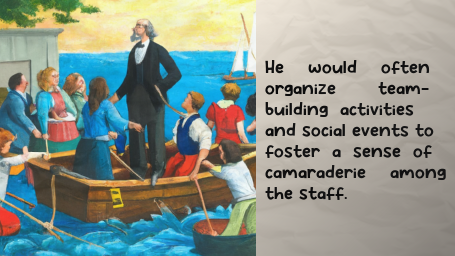 He would often
organize team-
building activities
and social events to
foster a sense of
camaraderie among
the staff.